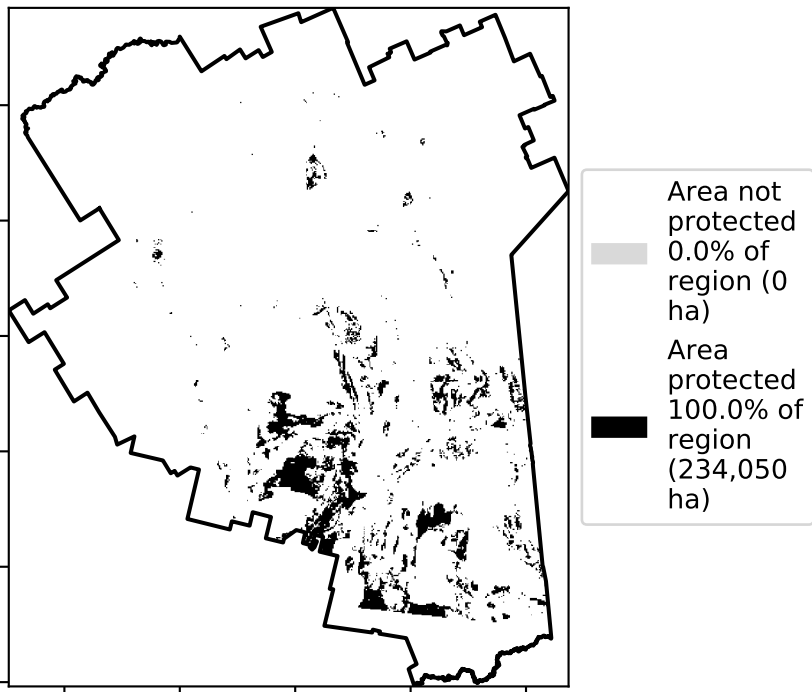 Area not
protected
0.0% of
region (0
ha)
Area
protected
100.0% of
region
(234,050
ha)